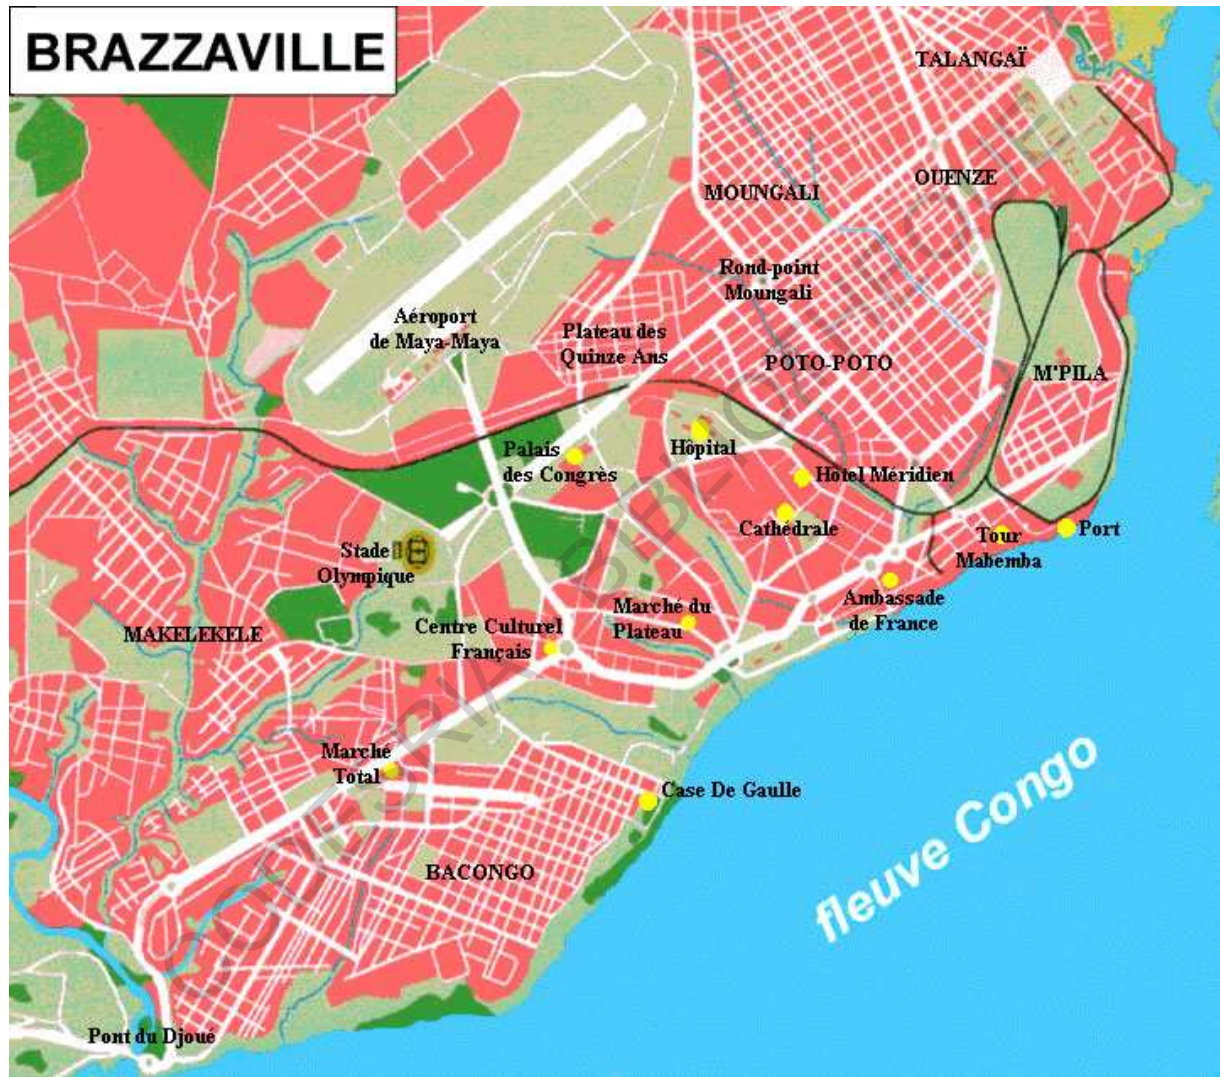 BRAZZAVILLE
TALANGAÏ
OUENZE
MOUNGALI
Rond-point
Moungali
Aéroport
de Maya-Maya
Plateau des
Quinze Ans
POTO-POTO
M'PILA
Palais
des Congrès
Hôpital
Hôtel Méridien
Cathédrale
Tour
Mabemba
Port
Stade
Olympique
Ambassade
de France
Marché du
Plateau
Centre Culturel
Français
MAKELEKELE
Marché
Total
Case De Gaulle
BACONGO
fleuve Congo
Pont du Djoué
CODESRIA - BIBLIOTHEQUE